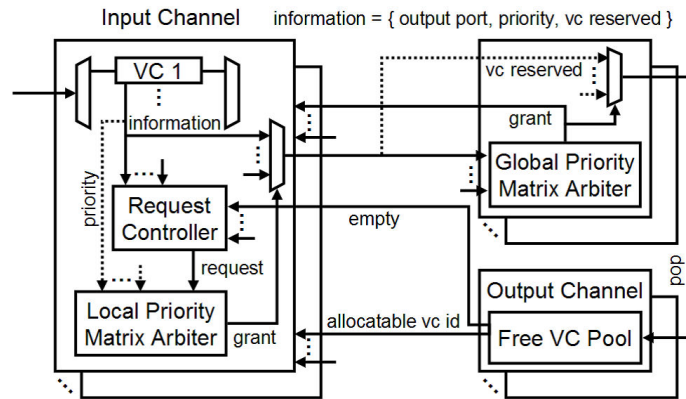 Input Channel
information = { output port, priority, vc reserved }
VC 1
information
priority
Request
Controller
request
Local Priority
Matrix Arbiter
grant
vc reserved
grant
Global Priority
Matrix Arbiter
empty
allocatable vc id
Output Channel
Free VC Pool
pop